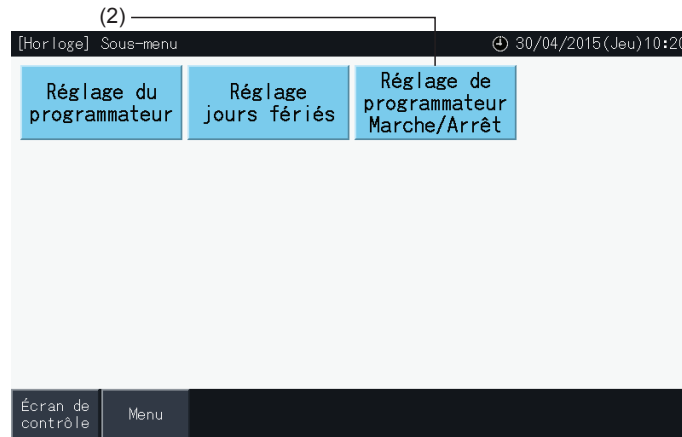 (2)
[Horloge] Sous-menu
30/04/2015(Jeu)10:20
Réglage du
programmateur
Réglage
jours fériés
Réglage de
programmateur
Marche/Arrêt
Écran de
contrôle
Menu